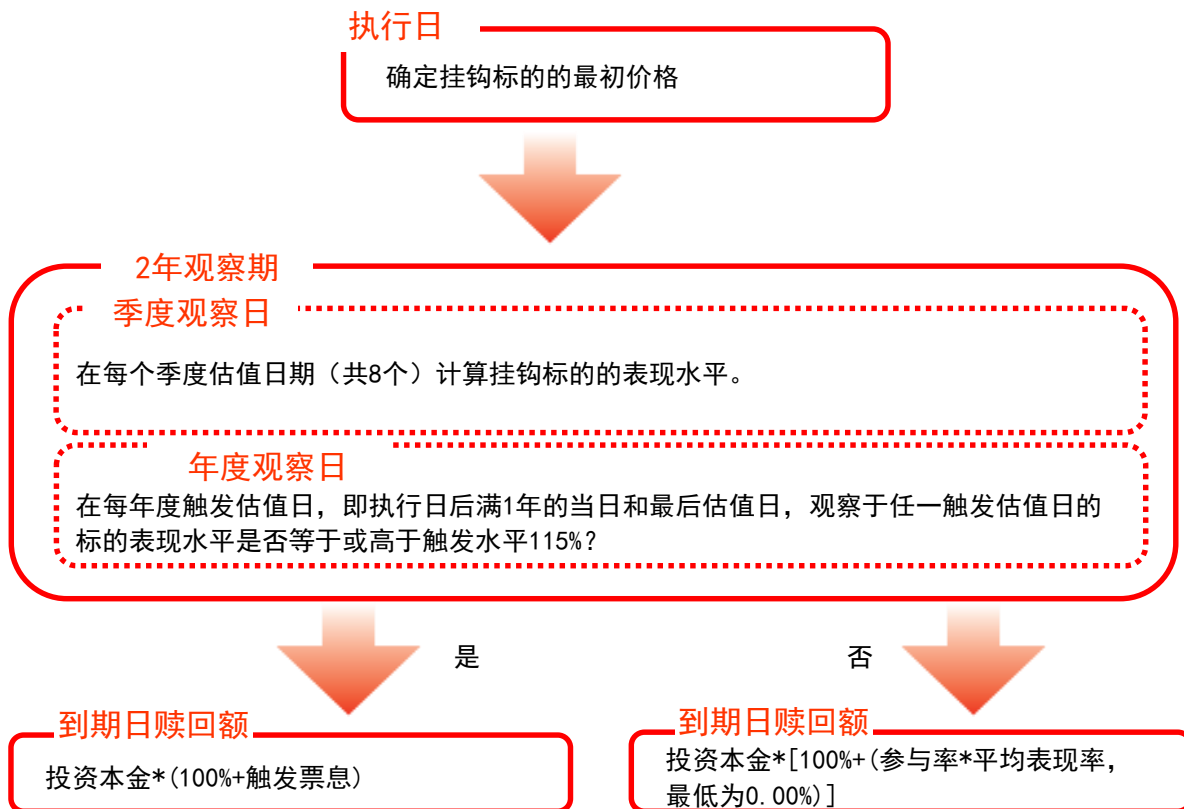 执行日
确定挂钩标的的最初价格
2年观察期
季度观察日
在每个季度估值日期（共8个）计算挂钩标的的表现水平。
年度观察日
在每年度触发估值日，即执行日后满1年的当日和最后估值日，观察于任一触发估值日的
标的表现水平是否等于或高于触发水平115%？
是
否
到期日赎回额
投资本金*(100%+触发票息)
到期日赎回额
投资本金*[100%+(参与率*平均表现率，
最低为0.00%)]